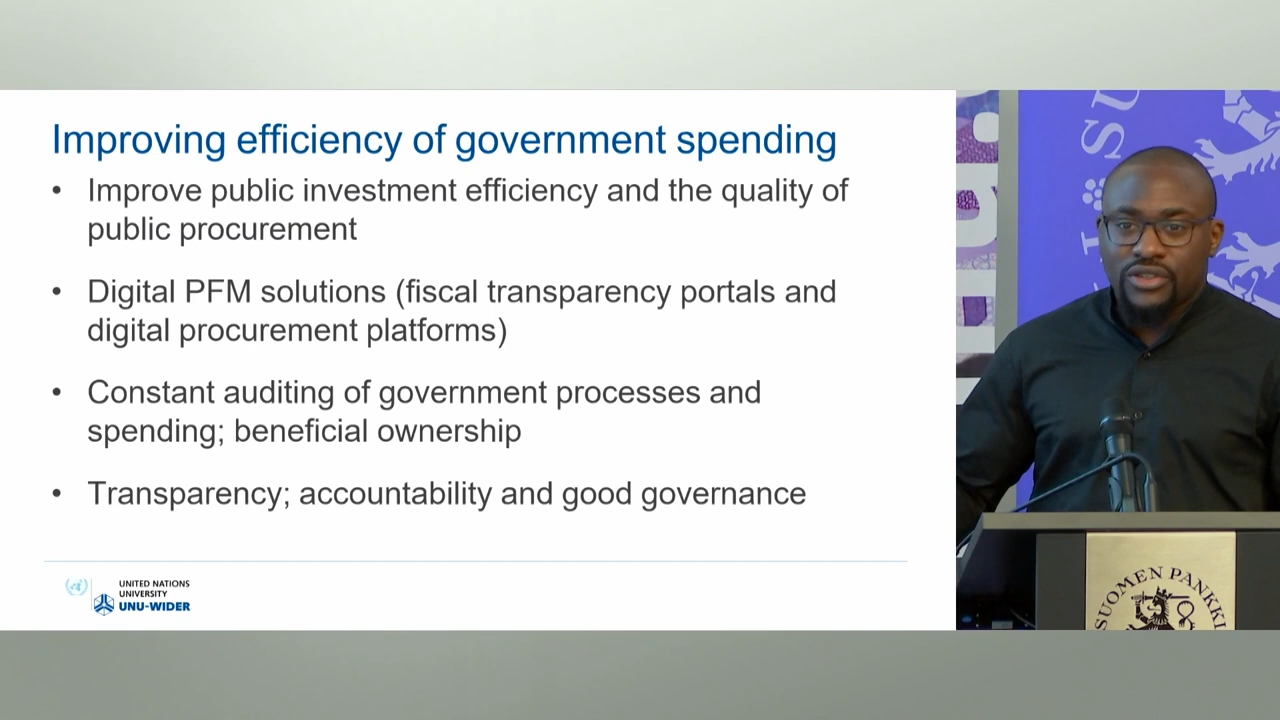 Improving efficiency of government spending
• Improve public investment efficiency and the quality of
public procurement
• Digital PFM solutions (fiscal transparency portals and
digital procurement platforms)
• Constant auditing of government processes and
spending; beneficial ownership
• Transparency; accountability and good governance
UNITED NATIONS
UNIVERSITY
UNU-WIDER
SUOMEN PANKKI